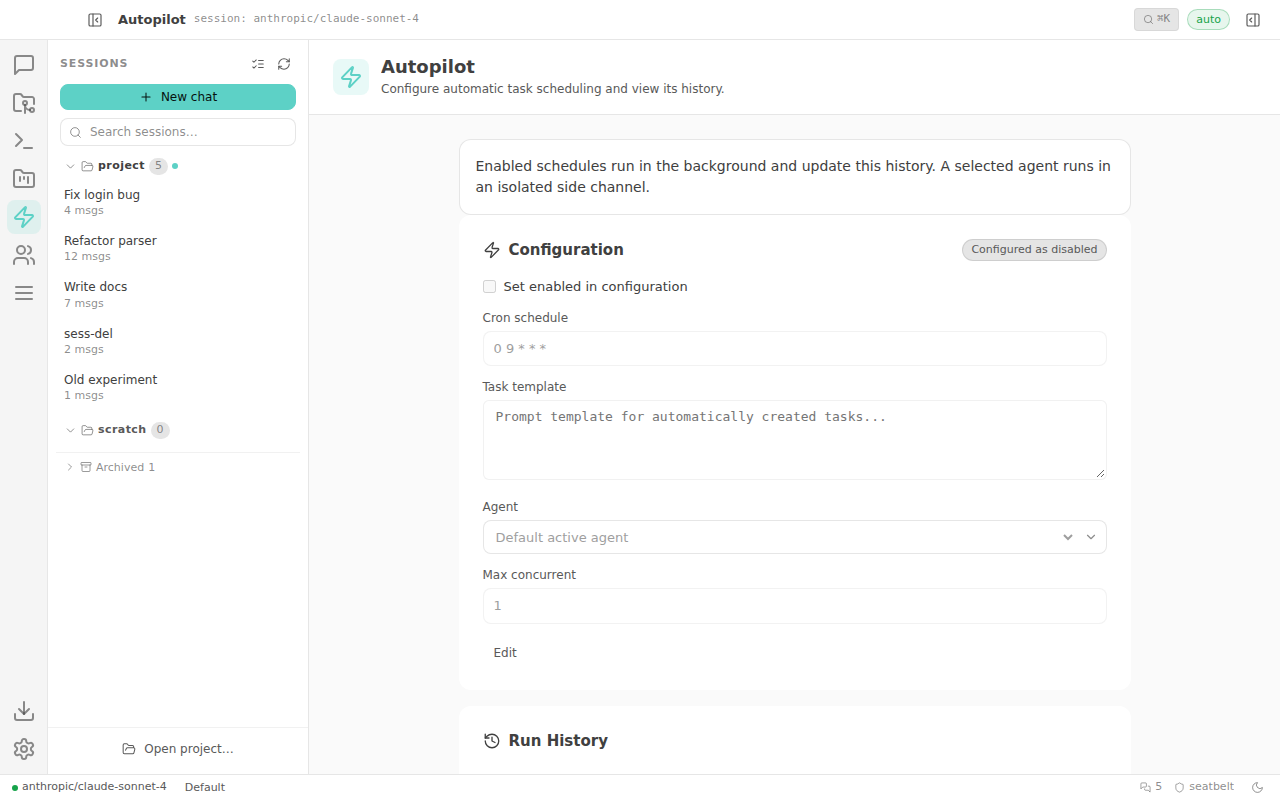 Autopilot session: anthropic/claude-sonnet-4
⌘K
auto
SESSIONS
New chat
Search sessions…
project 5
Fix login bug
4 msgs
Refactor parser
12 msgs
Write docs
7 msgs
sess-del
2 msgs
Old experiment
1 msgs
scratch 0
Archived 1
Open project…
Autopilot
Configure automatic task scheduling and view its history.
Enabled schedules run in the background and update this history. A selected agent runs in
an isolated side channel.
Configuration
Configured as disabled
Set enabled in configuration
Cron schedule
0 9 * * *
Task template
Prompt template for automatically created tasks...
Agent
Default active agent
Max concurrent
1
Edit
Run History
anthropic/claude-sonnet-4 Default
5 seatbelt